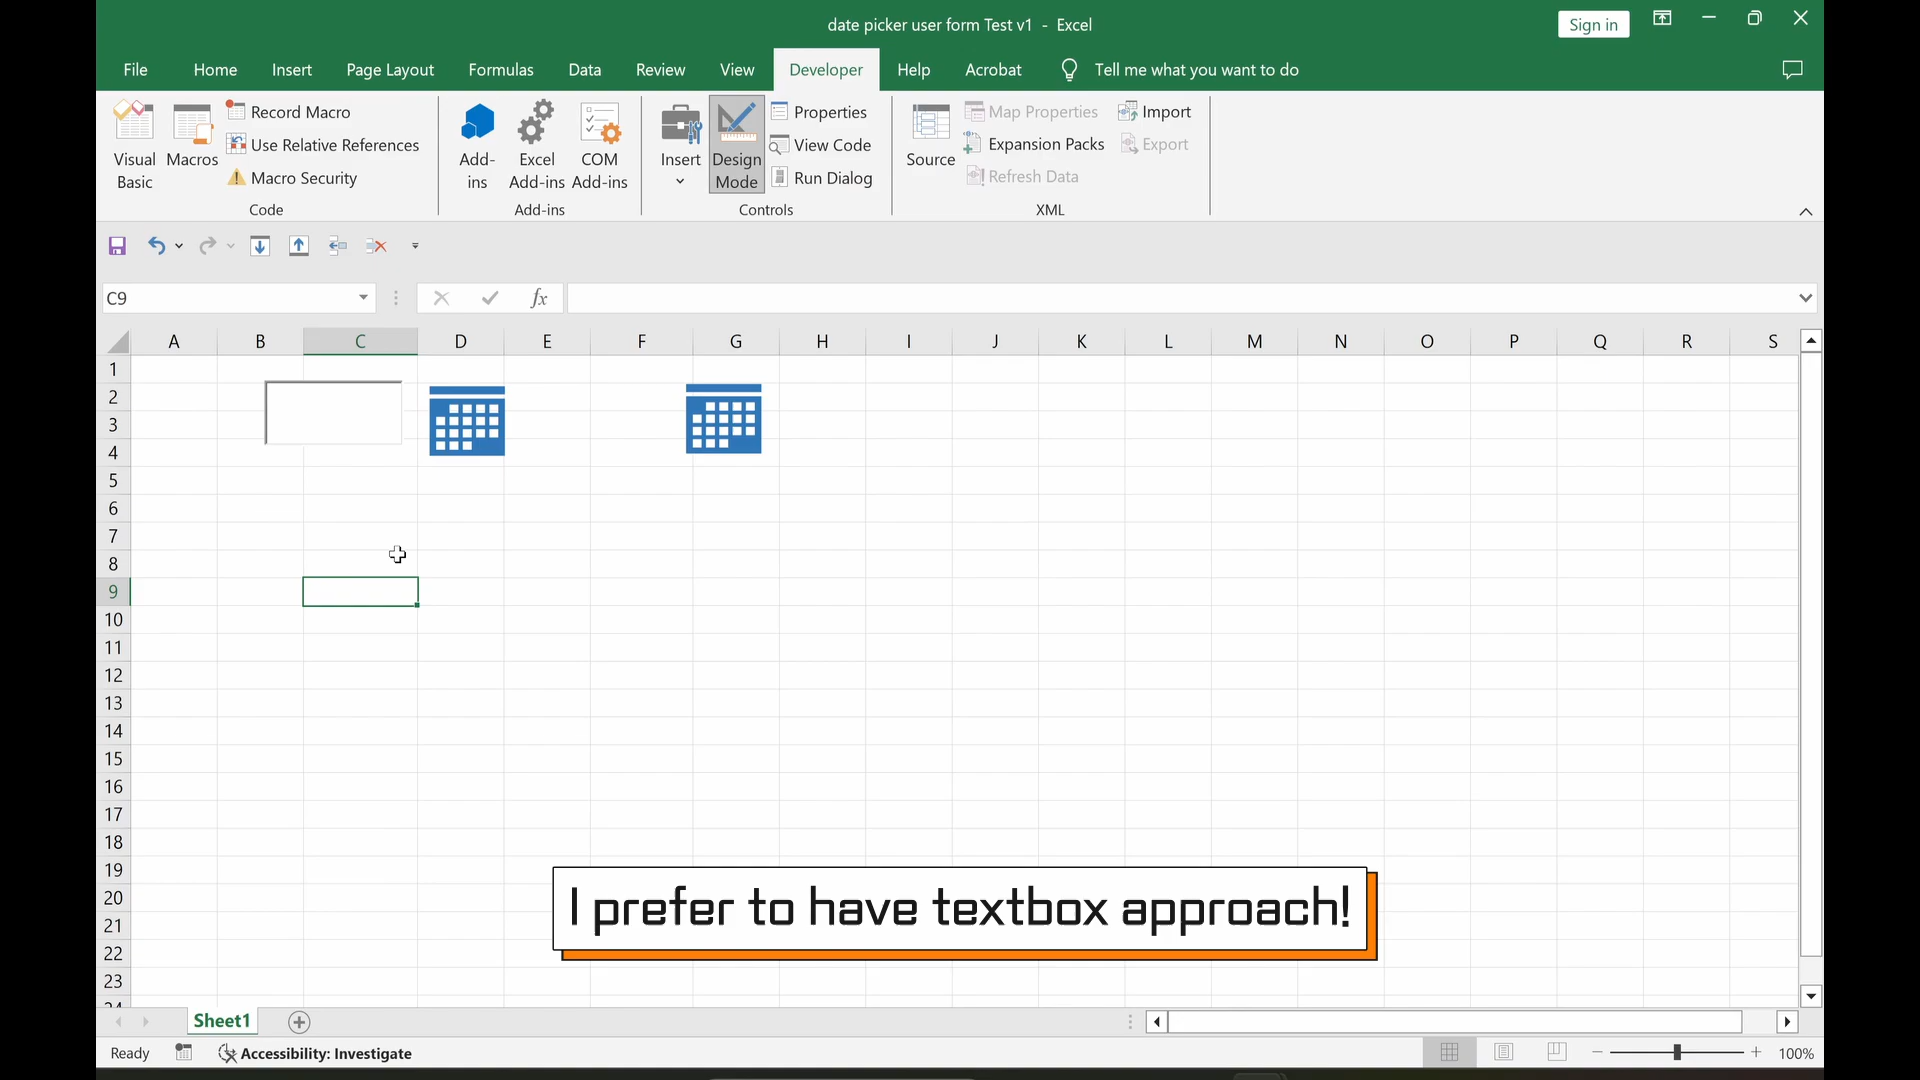 date picker user form Test v1 - Excel
Sign in
File Home Insert Page Layout Formulas Data Review View Developer Help Acrobat Tell me what you want to do
Visual Basic
Macros
Record Macro
Use Relative References
Macro Security
Code
Add-ins
Excel Add-ins
COM Add-ins
Add-ins
Insert
Design Mode
Properties
View Code
Run Dialog
Controls
Source
Map Properties
Expansion Packs
Refresh Data
Import
Export
XML
C9
fx
A B C D E F G H I J K L M N O P Q R S
1
2
3
4
5
6
7
8
9
10
11
12
13
14
15
16
17
18
19
20
21
22
23
I prefer to have textbox approach!
Sheet1
Ready
Accessibility: Investigate
100%